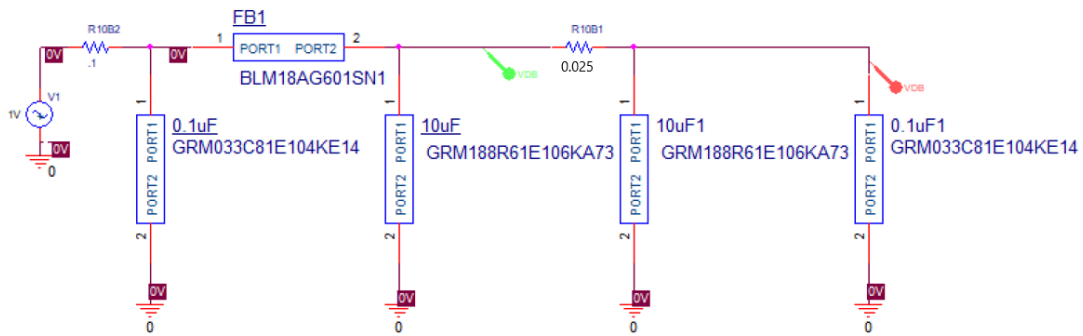 FB1
R10B2
0V
.1
0V
1
PORT1 PORT2
2
BLM18AG601SN1
VDB
R10B1
0.025
VDB
V1
1V
0V
0
1
PORT1
PORT2
2
0.1uF
GRM033C81E104KE14
0V
0
1
PORT1
PORT2
2
10uF
GRM188R61E106KA73
0V
0
1
PORT1
PORT2
2
10uF1
GRM188R61E106KA73
0V
0
1
PORT1
PORT2
2
0.1uF1
GRM033C81E104KE14
0V
0